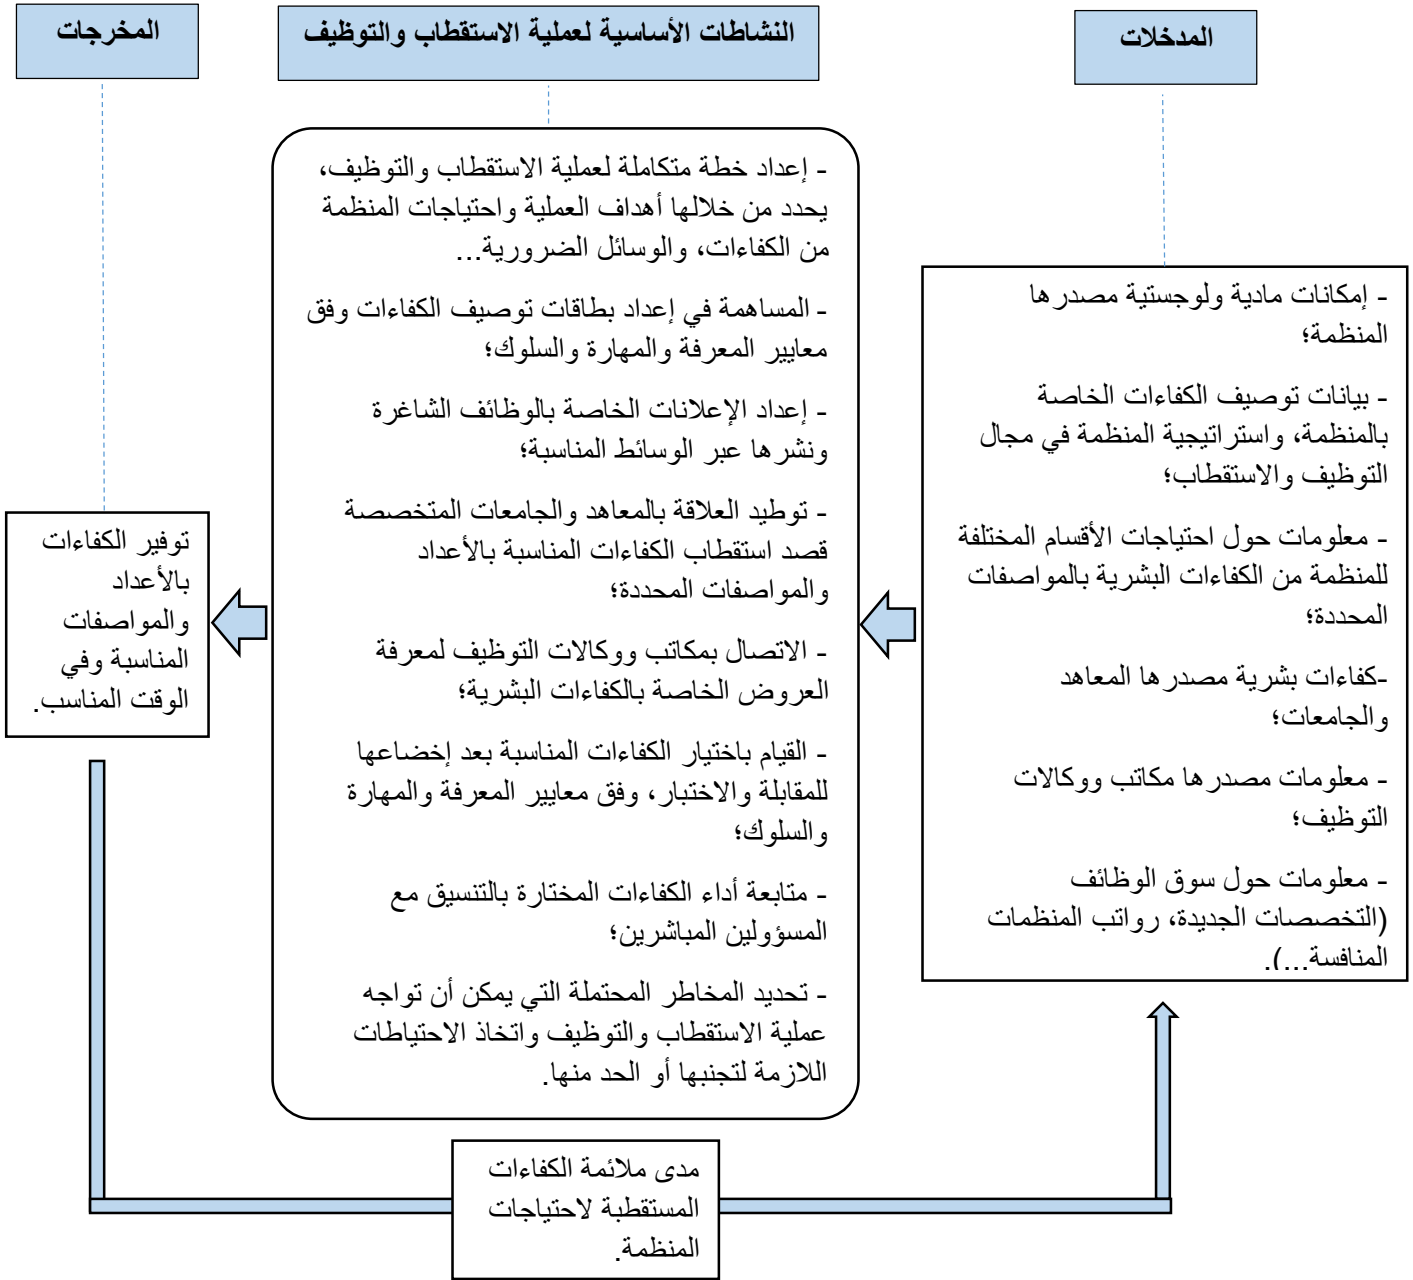 المدخلات
النشاطات الأساسية لعملية الاستقطاب والتوظيف
المخرجات
- إمكانات مادية ولوجستية مصدرها
المنظمة؛
- بيانات توصيف الكفاءات الخاصة
بالمنظمة، واستراتيجية المنظمة في مجال
التوظيف والاستقطاب؛
- معلومات حول احتياجات الأقسام المختلفة
للمنظمة من الكفاءات البشرية بالمواصفات
المحددة؛
-كفاءات بشرية مصدرها المعاهد
والجامعات؛
- معلومات مصدرها مكاتب ووكالات
التوظيف؛
- معلومات حول سوق الوظائف
(التخصصات الجديدة، رواتب المنظمات
المنافسة...).
- إعداد خطة متكاملة لعملية الاستقطاب والتوظيف،
يحدد من خلالها أهداف العملية واحتياجات المنظمة
من الكفاءات، والوسائل الضرورية...
- المساهمة في إعداد بطاقات توصيف الكفاءات وفق
معايير المعرفة والمهارة والسلوك؛
- إعداد الإعلانات الخاصة بالوظائف الشاغرة
ونشرها عبر الوسائط المناسبة؛
- توطيد العلاقة بالمعاهد والجامعات المتخصصة
قصد استقطاب الكفاءات المناسبة بالأعداد
والمواصفات المحددة؛
- الاتصال بمكاتب ووكالات التوظيف لمعرفة
العروض الخاصة بالكفاءات البشرية؛
- القيام باختيار الكفاءات المناسبة بعد إخضاعها
للمقابلة والاختبار، وفق معايير المعرفة والمهارة
والسلوك؛
- متابعة أداء الكفاءات المختارة بالتنسيق مع
المسؤولين المباشرين؛
- تحديد المخاطر المحتملة التي يمكن أن تواجه
عملية الاستقطاب والتوظيف واتخاذ الاحتياطات
اللازمة لتجنبها أو الحد منها.
توفير الكفاءات
بالأعداد
والمواصفات
المناسبة وفي
الوقت المناسب.
مدى ملائمة الكفاءات
المستقطبة لاحتياجات
المنظمة.